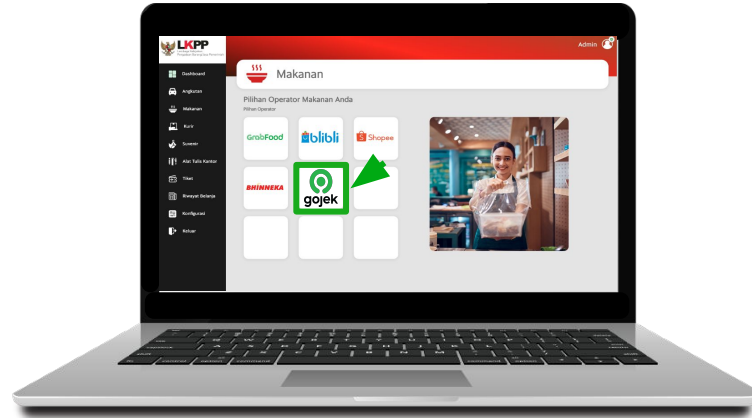 LKPP
Admin
Dashboard
Angkutan
Makanan
Kurir
Suvenir
Alat Tulis Kantor
Tiket
Riwayat Belanja
Konfigurasi
Keluar
Makanan
Pilihan Operator Makanan Anda
Pilihan Operator
GrabFood
blibli
Shopee
BHINNEKA
gojek